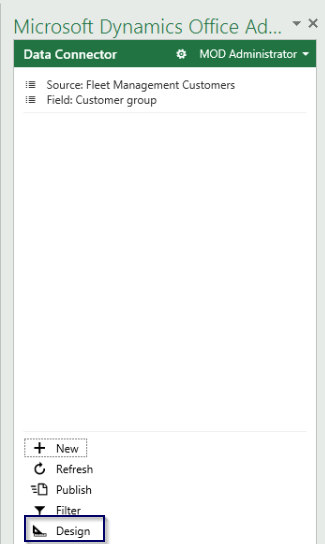 Microsoft Dynamics Office Ad...
Data Connector MOD Administrator
Source: Fleet Management Customers
Field: Customer group
New
Refresh
Publish
Filter
Design